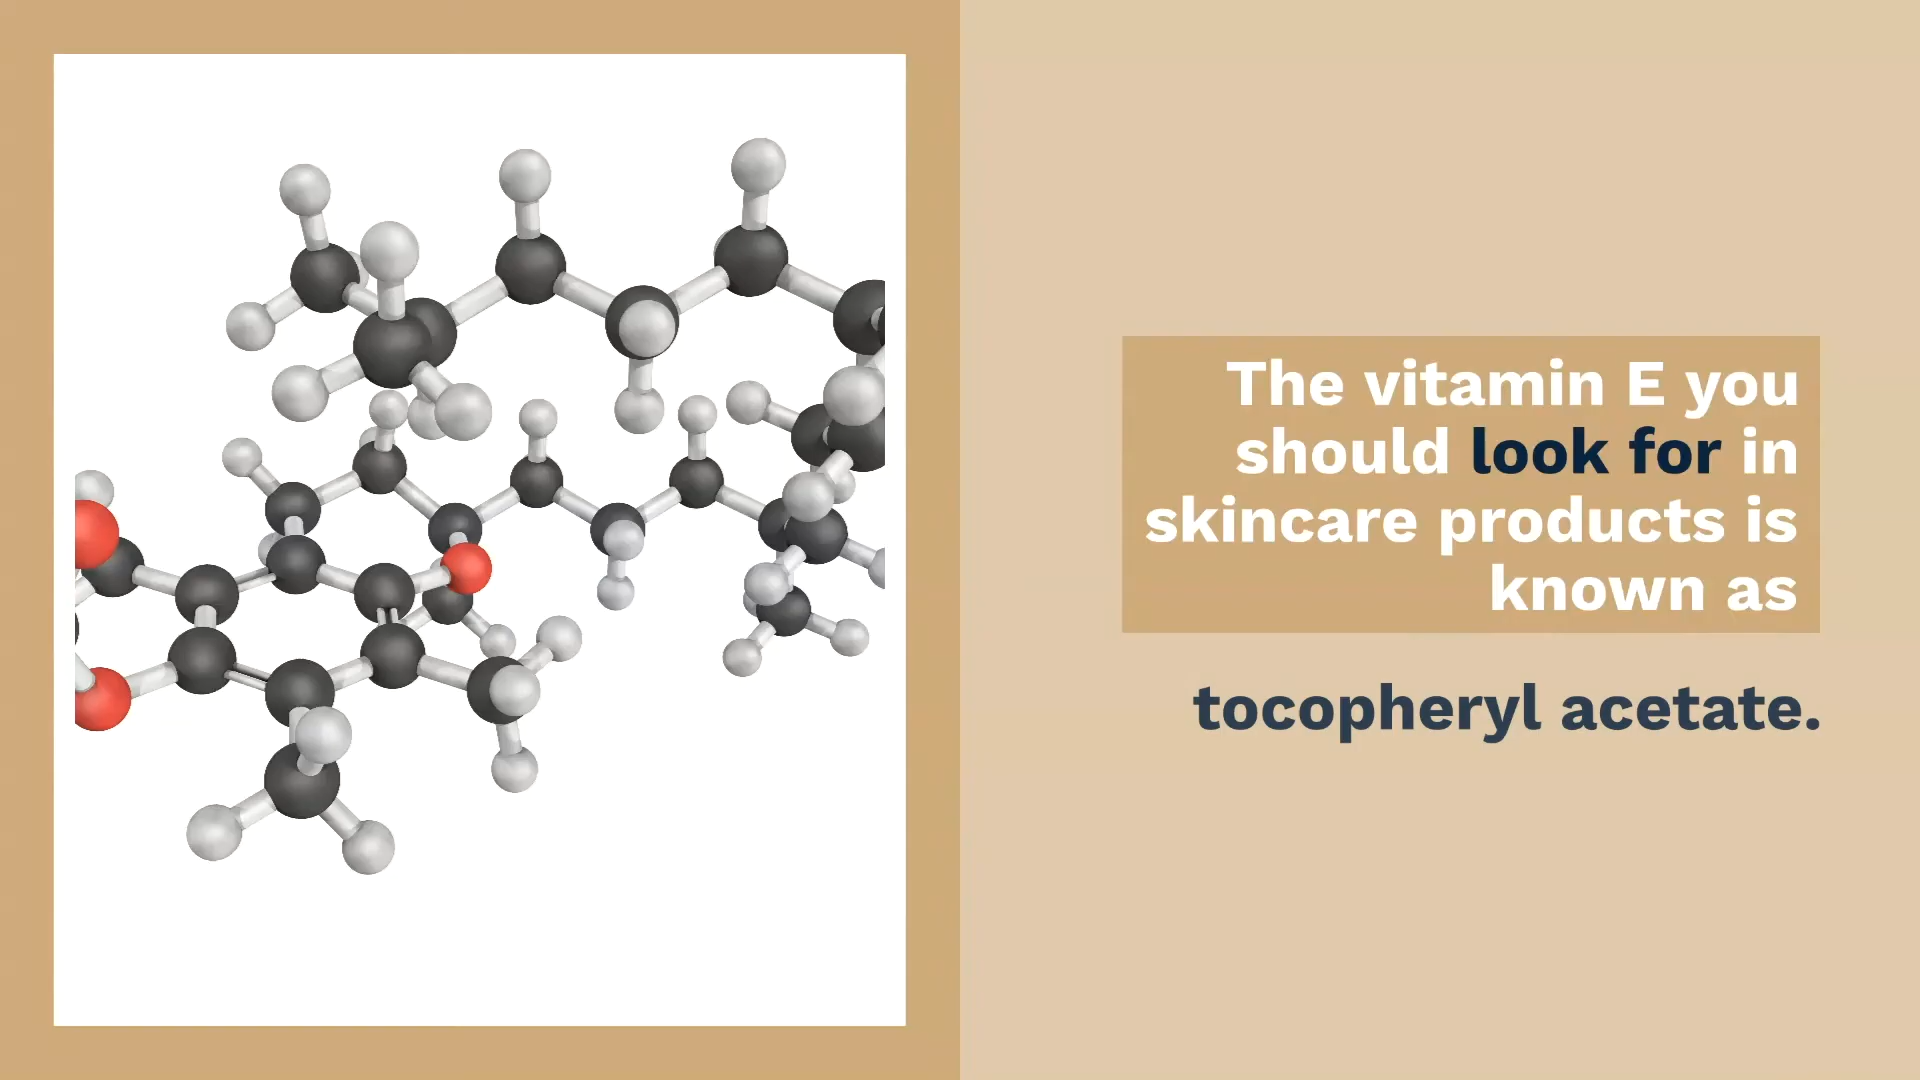 The vitamin E you
should look for in
skincare products is
known as
tocopheryl acetate.